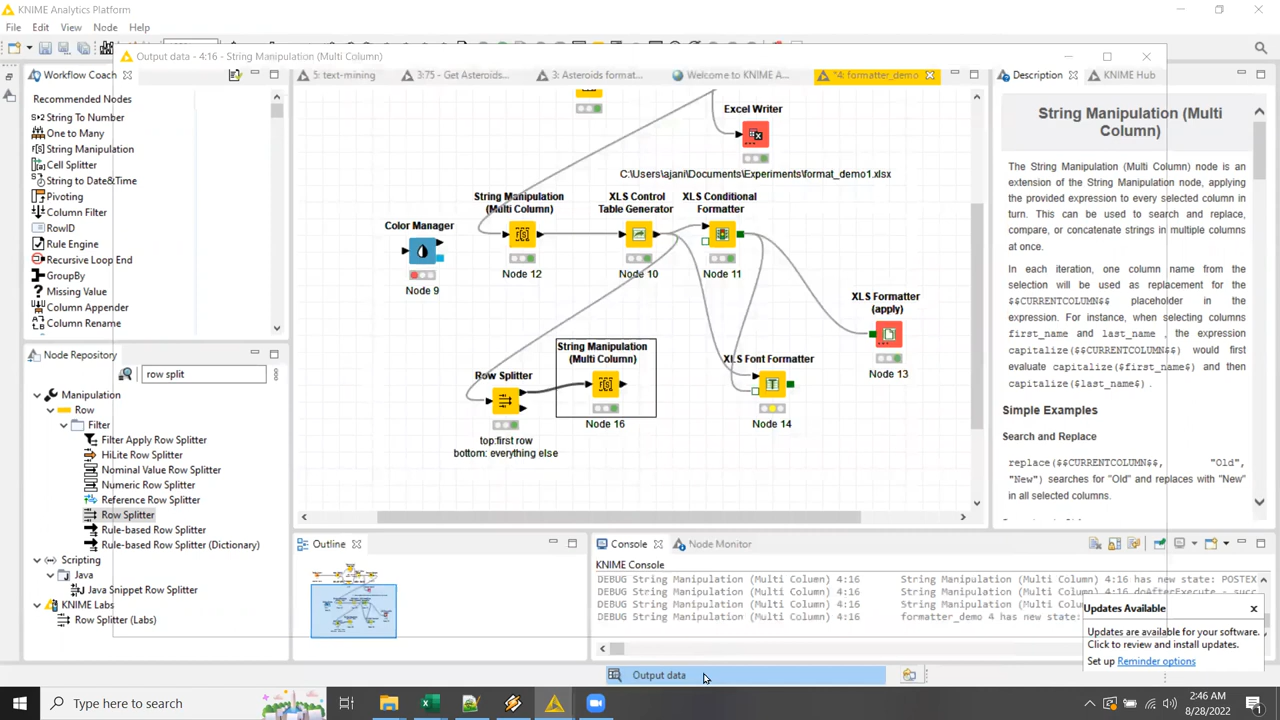 KNIME Analytics Platform
File Edit View Node Help
Output data - 4:16 - String Manipulation (Multi Column)
Workflow Coach
5: text-mining
3:75 - Get Asteroids...
3: Asteroids format...
Welcome to KNIME A...
*4: formatter_demo
Description
KNIME Hub
Recommended Nodes
String To Number
One to Many
String Manipulation
Cell Splitter
String to Date&Time
Pivoting
Column Filter
RowID
Rule Engine
Recursive Loop End
GroupBy
Missing Value
Column Appender
Column Rename
Node Repository
row split
Manipulation
Row
Filter
Filter Apply Row Splitter
HiLite Row Splitter
Nominal Value Row Splitter
Numeric Row Splitter
Reference Row Splitter
Row Splitter
Rule-based Row Splitter
Rule-based Row Splitter (Dictionary)
Scripting
Java
Java Snippet Row Splitter
KNIME Labs
Row Splitter (Labs)
Excel Writer
C:\Users\ajani\Documents\Experiments\format_demo1.xlsx
Color Manager
Node 9
String Manipulation
(Multi Column)
Node 12
XLS Control
Table Generator
Node 10
XLS Conditional
Formatter
Node 11
XLS Formatter
(apply)
Node 13
Row Splitter
top:first row
bottom: everything else
String Manipulation
(Multi Column)
Node 16
XLS Font Formatter
Node 14
String Manipulation (Multi
Column)
The String Manipulation (Multi Column) node is an
extension of the String Manipulation node, applying
the provided expression to every selected column in
turn. This can be used to search and replace,
compare, or concatenate strings in multiple columns
at once.
In each iteration, one column name from the
selection will be used as replacement for the
$$CURRENTCOLUMN$$ placeholder in the
expression. For instance, when selecting columns
first_name and last_name , the expression
capitalize($$CURRENTCOLUMN$$) would first
evaluate capitalize($first_name$) and then
capitalize($last_name$) .
Simple Examples
Search and Replace
replace($$CURRENTCOLUMN$$, "Old",
"New") searches for "Old" and replaces with "New"
in all selected columns.
Outline
Console
Node Monitor
KNIME Console
DEBUG String Manipulation (Multi Column) 4:16 String Manipulation (Multi Column) 4:16 has new state: POSTEX
DEBUG String Manipulation (Multi Column) 4:16 String Manipulation (Multi Column) 4:16 doAfterExecute - succ
DEBUG String Manipulation (Multi Column) 4:16 String Manipulation (Multi Colum
DEBUG String Manipulation (Multi Column) 4:16 formatter_demo 4 has new state:
Updates Available
Updates are available for your software.
Click to review and install updates.
Set up Reminder options
Output data
Type here to search
2:46 AM
8/28/2022
1